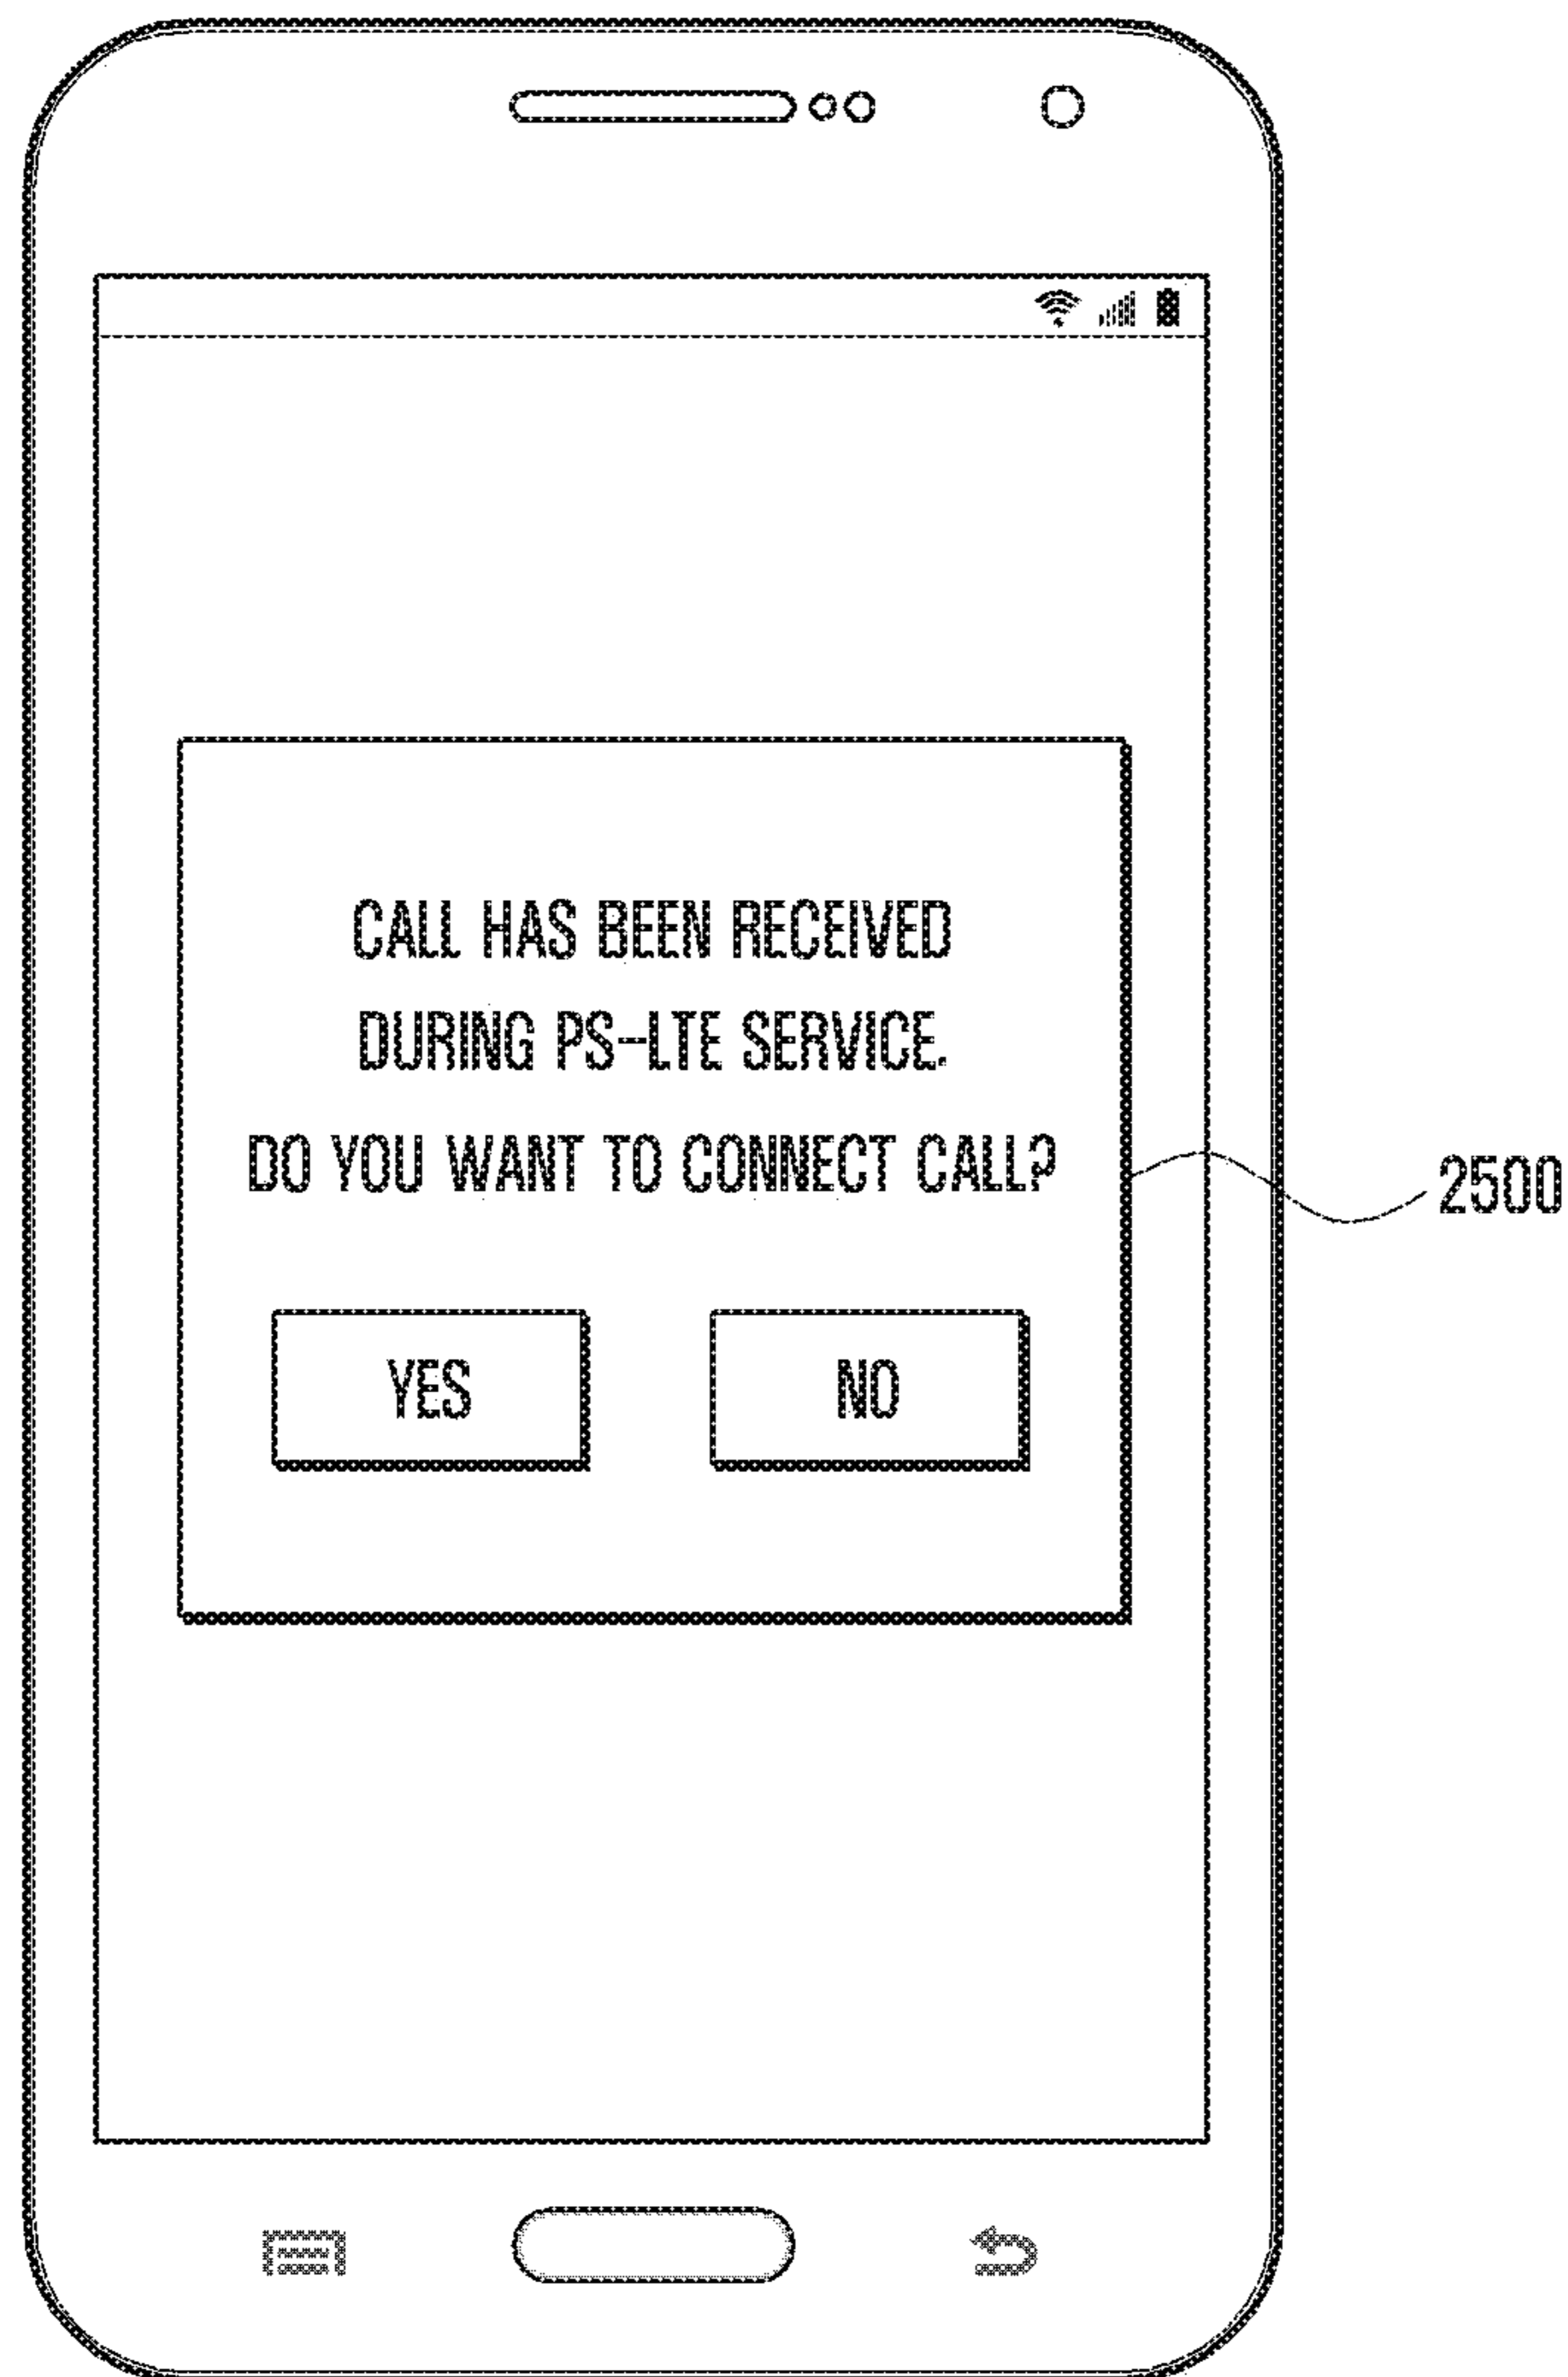 CALL HAS BEEN RECEIVED
DURING PS-LTE SERVICE.
DO YOU WANT TO CONNECT CALL?
2500
YES NO